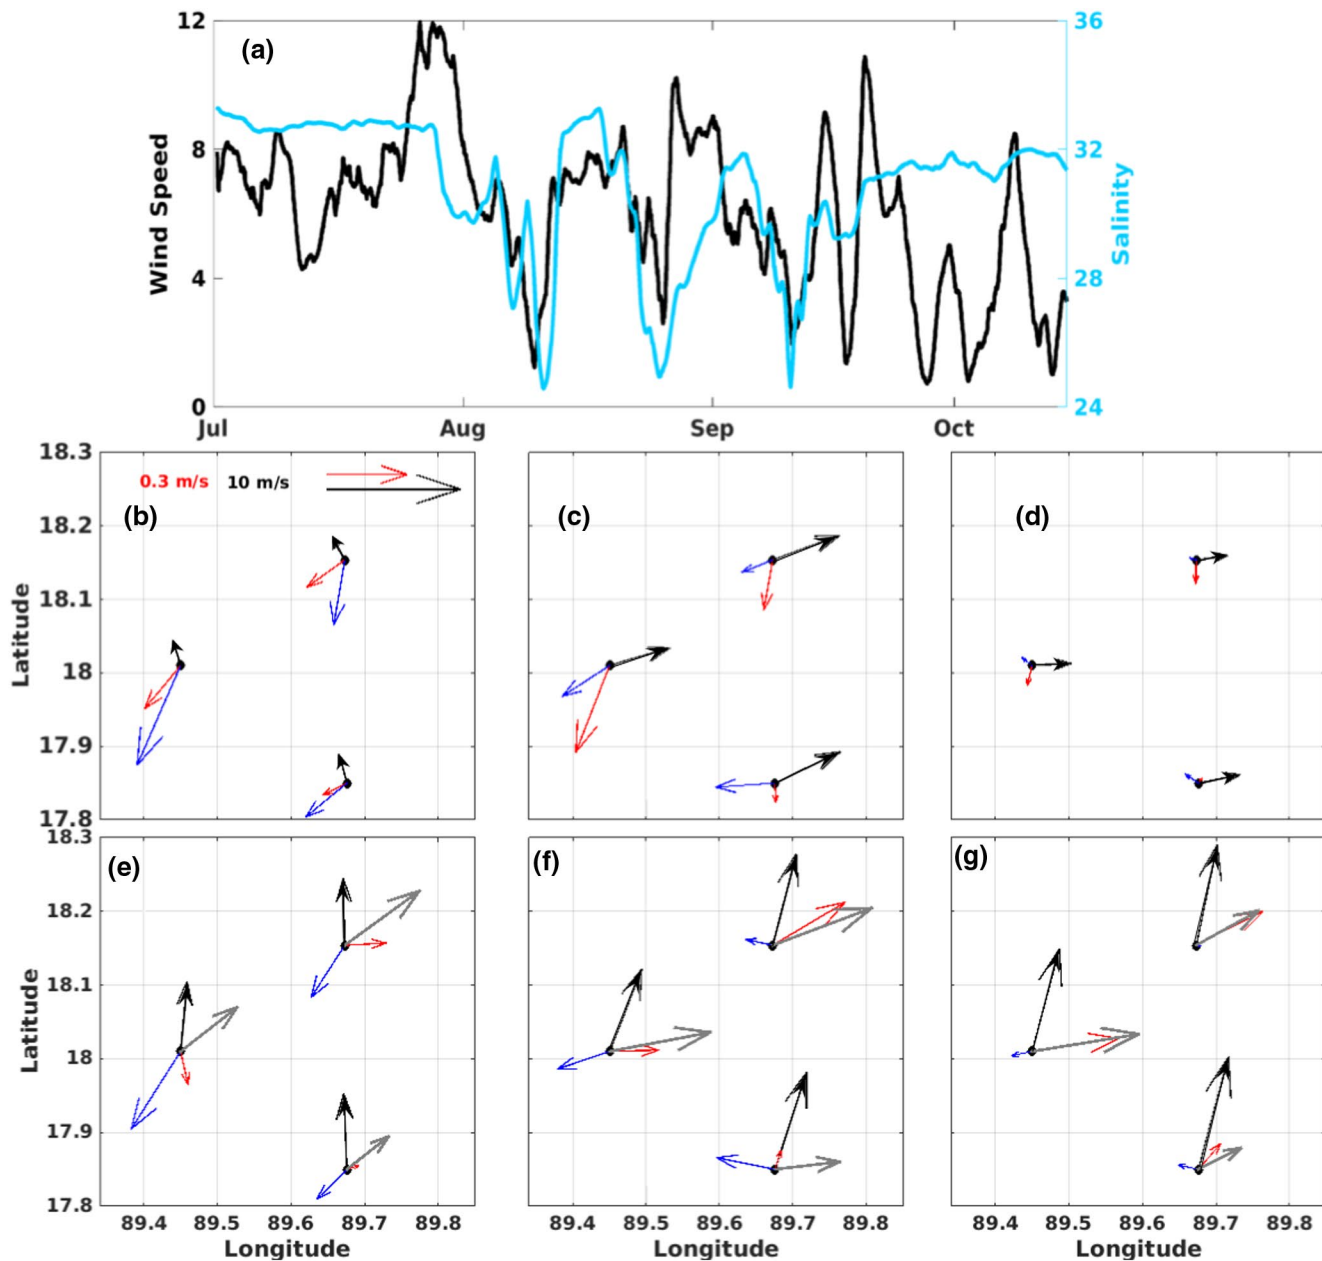 (a)
12
8
4
0
Wind Speed
36
32
28
24
Salinity
Jul Aug Sep Oct
18.3
18.2
18.1
18
17.9
17.8
Latitude
0.3 m/s 10 m/s
(b) (c) (d)
18.3
18.2
18.1
18
17.9
17.8
Latitude
(e) (f) (g)
89.4 89.5 89.6 89.7 89.8 89.4 89.5 89.6 89.7 89.8 89.4 89.5 89.6 89.7 89.8
Longitude Longitude Longitude